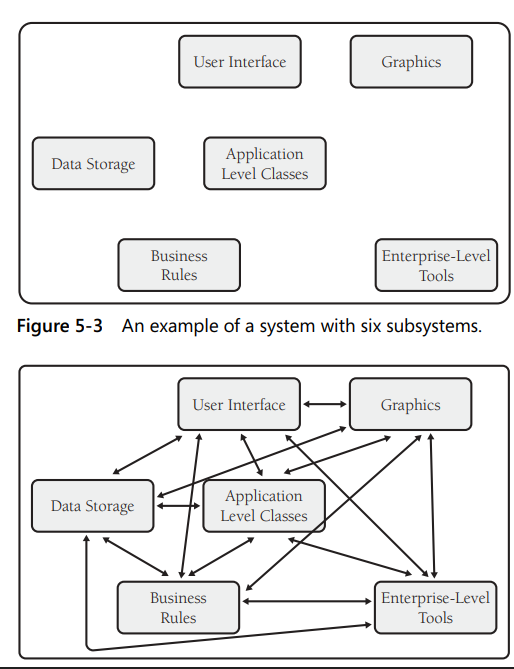 User Interface
Graphics
Data Storage
Application
Level Classes
Business
Rules
Enterprise-Level
Tools
Figure 5-3 An example of a system with six subsystems.
User Interface
Graphics
Data Storage
Application
Level Classes
Business
Rules
Enterprise-Level
Tools